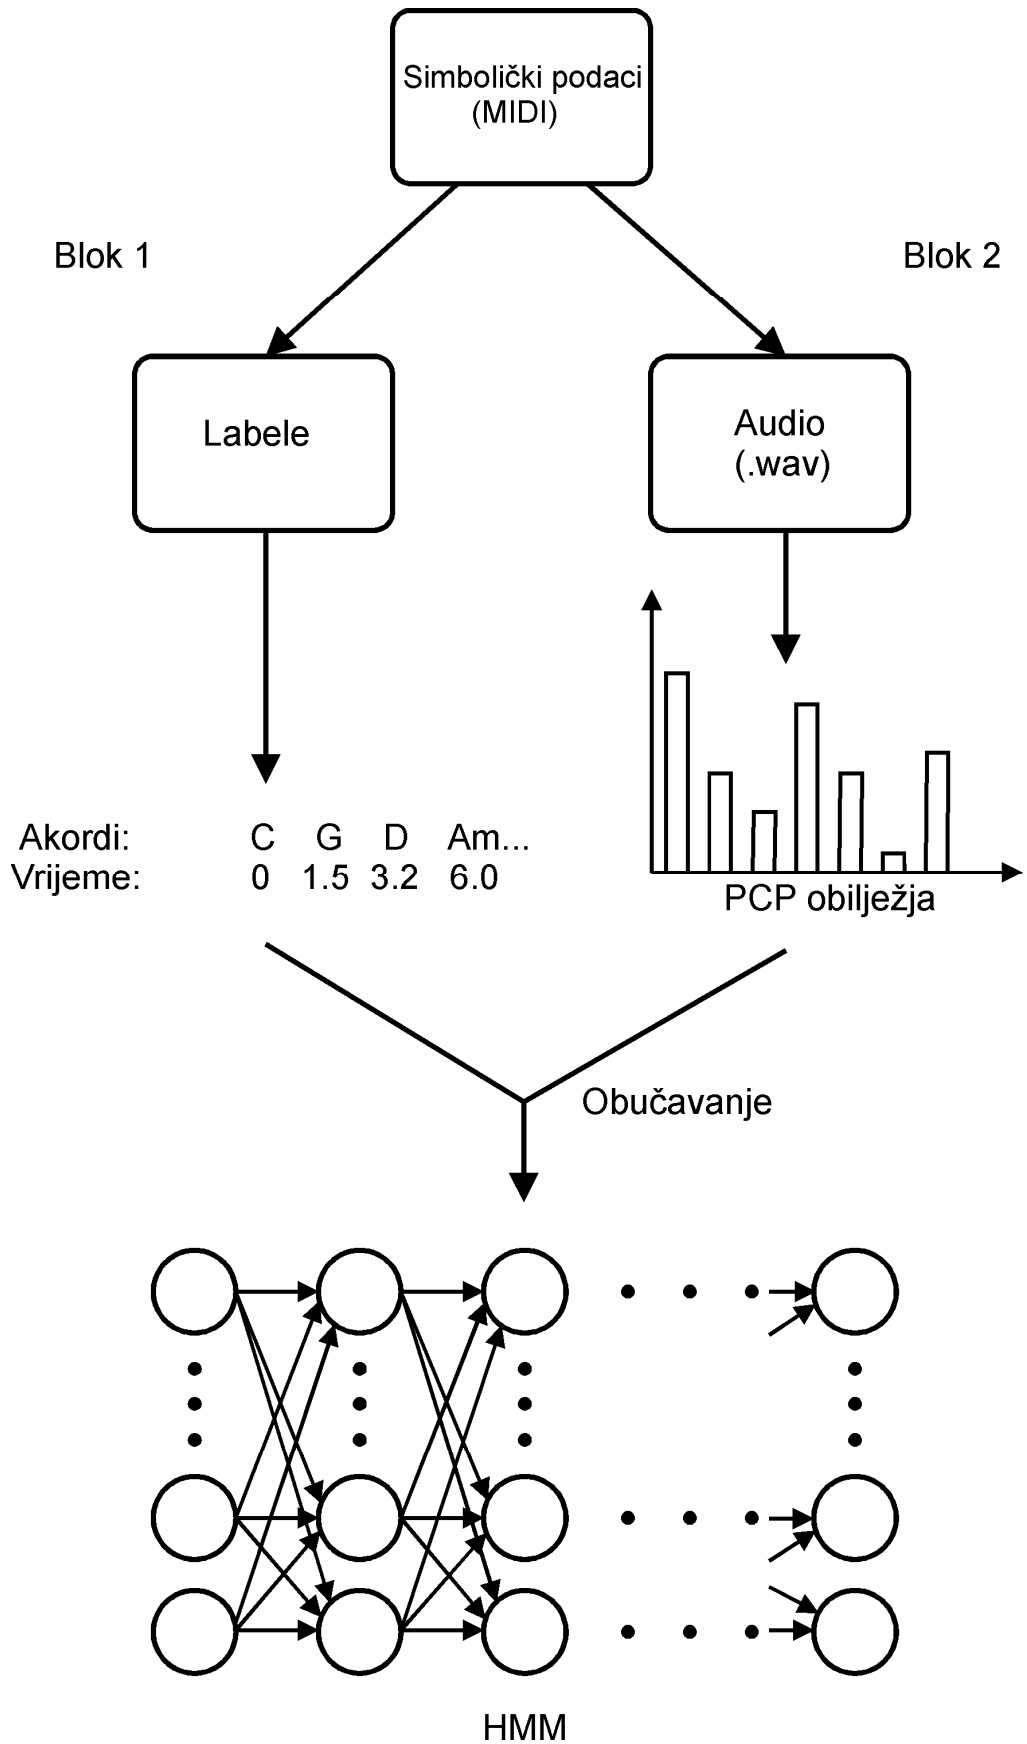 Simbolički podaci
(MIDI)
Blok 1
Blok 2
Labele
Audio
(.wav)
Akordi: C G D Am...
Vrijeme: 0 1.5 3.2 6.0
PCP obilježja
Obučavanje
HMM